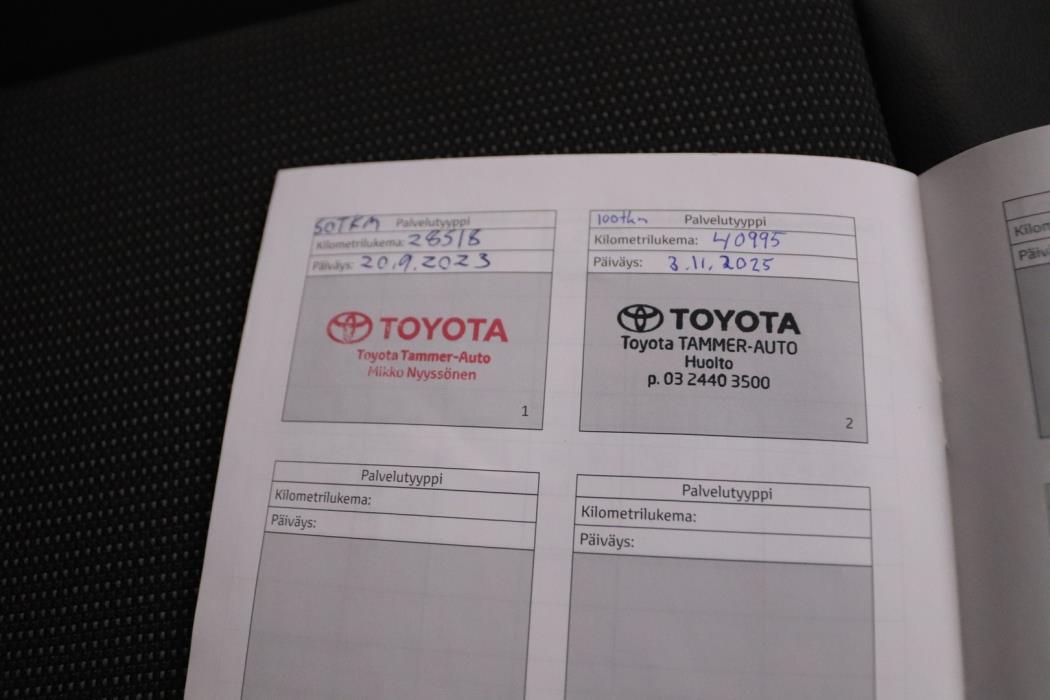 50TKM Palvelutyyppi
Kilometrilukema: 28518
Päiväys: 20.9.2023
TOYOTA
Toyota Tammer-Auto
Mikko Nyyssönen
1
100tkm Palvelutyyppi
Kilometrilukema: 40995
Päiväys: 3.11.2025
TOYOTA
Toyota TAMMER-AUTO
Huolto
p. 03 2440 3500
2
Palvelutyyppi
Kilometrilukema:
Päiväys:
Palvelutyyppi
Kilometrilukema:
Päiväys: